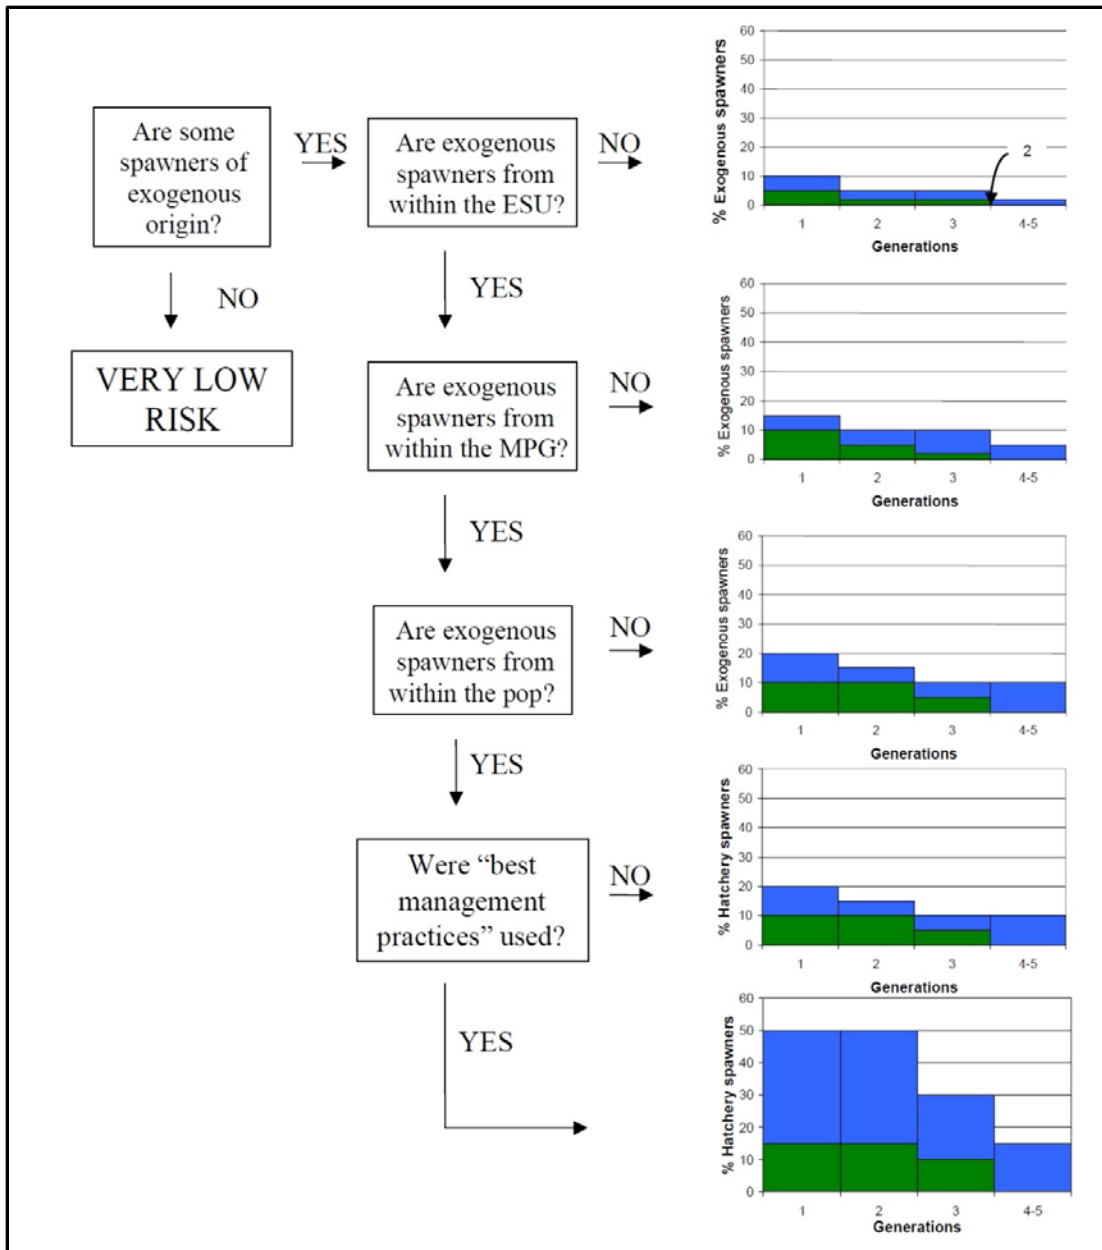 Are some
spawners of
exogenous
origin?
YES
Are exogenous
spawners from
within the ESU?
NO
% Exogenous spawners
60
50
40
30
20
10
0
2
1
2
3
4-5
Generations
NO
YES
VERY LOW
RISK
Are exogenous
spawners from
within the MPG?
NO
% Exogenous spawners
60
50
40
30
20
10
0
1
2
3
4-5
Generations
YES
Are exogenous
spawners from
within the pop?
NO
% Exogenous spawners
60
50
40
30
20
10
0
1
2
3
4-5
Generations
YES
Were “best
management
practices” used?
NO
% Hatchery spawners
60
50
40
30
20
10
0
1
2
3
4-5
Generations
YES
% Hatchery spawners
60
50
40
30
20
10
0
1
2
3
4-5
Generations